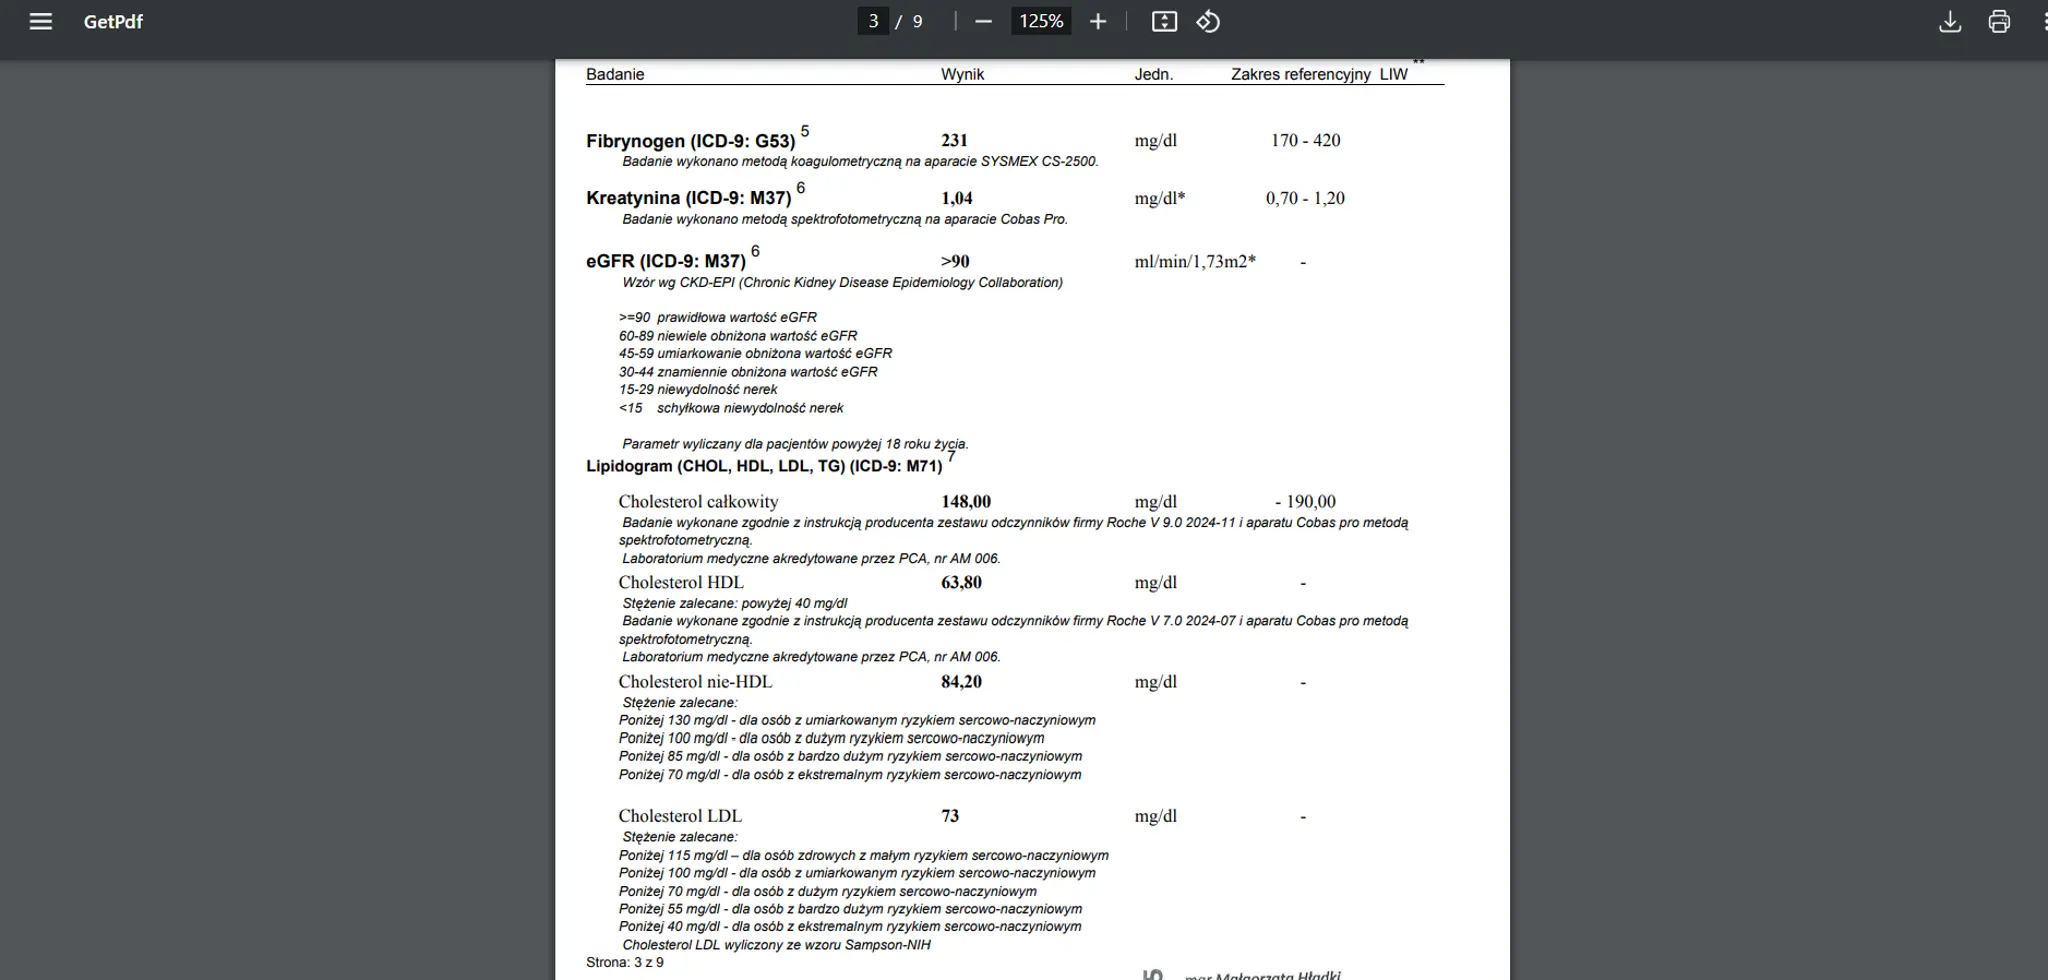 GetPdf
3 / 9
125%
Badanie Wynik Jedn. Zakres referencyjny LIW **
Fibrynogen (ICD-9: G53) 5 231 mg/dl 170 - 420
Badanie wykonano metodą koagulometryczną na aparacie SYSMEX CS-2500.
Kreatynina (ICD-9: M37) 6 1,04 mg/dl* 0,70 - 1,20
Badanie wykonano metodą spektrofotometryczną na aparacie Cobas Pro.
eGFR (ICD-9: M37) 6 >90 ml/min/1,73m2* -
Wzór wg CKD-EPI (Chronic Kidney Disease Epidemiology Collaboration)
>=90 prawidłowa wartość eGFR
60-89 niewiele obniżona wartość eGFR
45-59 umiarkowanie obniżona wartość eGFR
30-44 znamiennie obniżona wartość eGFR
15-29 niewydolność nerek
<15 schyłkowa niewydolność nerek
Parametr wyliczany dla pacjentów powyżej 18 roku życia.
Lipidogram (CHOL, HDL, LDL, TG) (ICD-9: M71) 7
Cholesterol całkowity 148,00 mg/dl - 190,00
Badanie wykonane zgodnie z instrukcją producenta zestawu odczynników firmy Roche V 9.0 2024-11 i aparatu Cobas pro metodą
spektrofotometryczną.
Laboratorium medyczne akredytowane przez PCA, nr AM 006.
Cholesterol HDL 63,80 mg/dl -
Stężenie zalecane: powyżej 40 mg/dl
Badanie wykonane zgodnie z instrukcją producenta zestawu odczynników firmy Roche V 7.0 2024-07 i aparatu Cobas pro metodą
spektrofotometryczną.
Laboratorium medyczne akredytowane przez PCA, nr AM 006.
Cholesterol nie-HDL 84,20 mg/dl -
Stężenie zalecane:
Poniżej 130 mg/dl - dla osób z umiarkowanym ryzykiem sercowo-naczyniowym
Poniżej 100 mg/dl - dla osób z dużym ryzykiem sercowo-naczyniowym
Poniżej 85 mg/dl - dla osób z bardzo dużym ryzykiem sercowo-naczyniowym
Poniżej 70 mg/dl - dla osób z ekstremalnym ryzykiem sercowo-naczyniowym
Cholesterol LDL 73 mg/dl -
Stężenie zalecane:
Poniżej 115 mg/dl – dla osób zdrowych z małym ryzykiem sercowo-naczyniowym
Poniżej 100 mg/dl - dla osób z umiarkowanym ryzykiem sercowo-naczyniowym
Poniżej 70 mg/dl - dla osób z dużym ryzykiem sercowo-naczyniowym
Poniżej 55 mg/dl - dla osób z bardzo dużym ryzykiem sercowo-naczyniowym
Poniżej 40 mg/dl - dla osób z ekstremalnym ryzykiem sercowo-naczyniowym
Cholesterol LDL wyliczony ze wzoru Sampson-NIH
Strona: 3 z 9
mgr Małgorzata Hładki